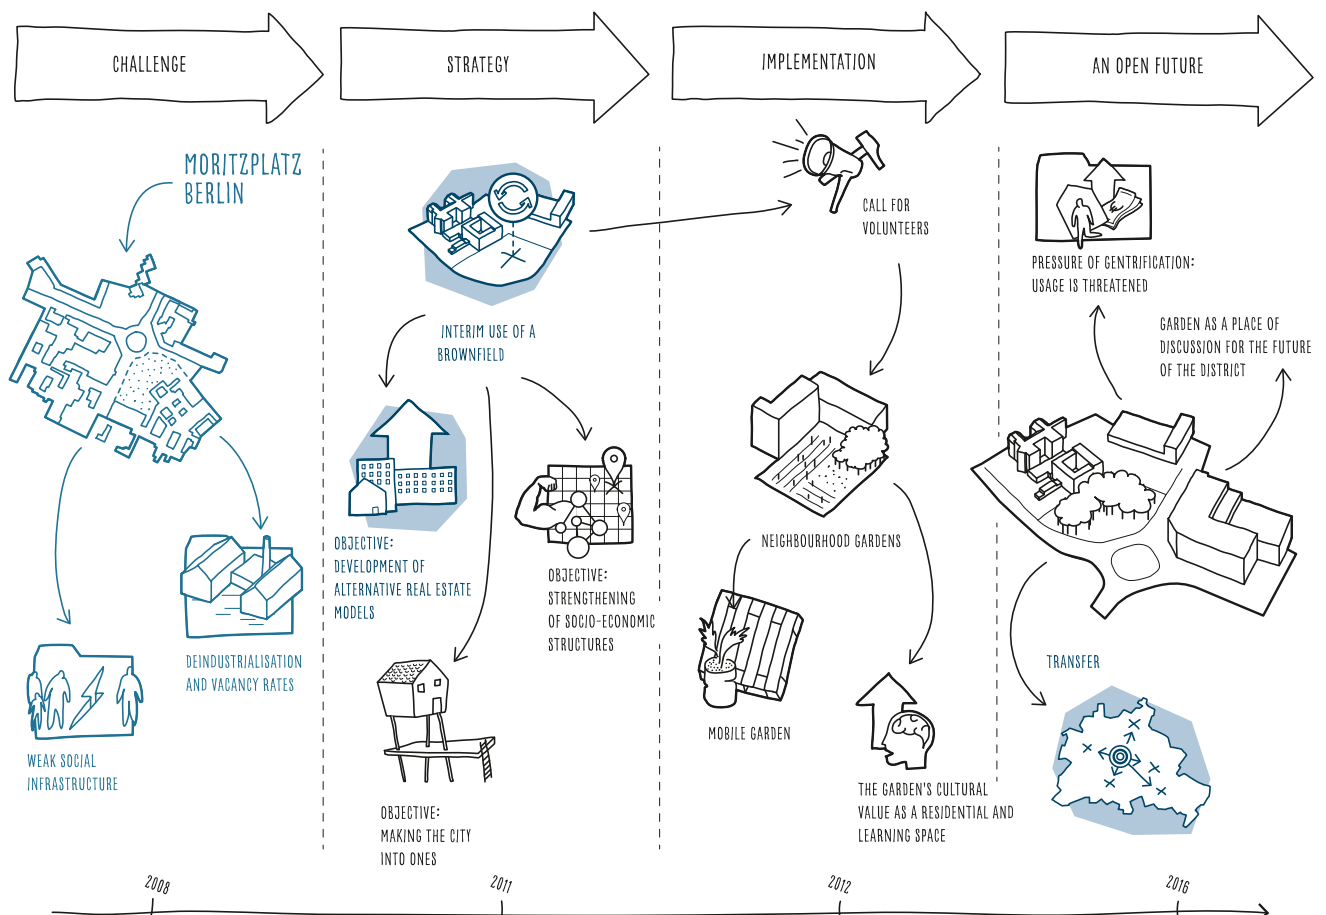 CHALLENGE
STRATEGY
IMPLEMENTATION
AN OPEN FUTURE
MORITZPLATZ
BERLIN
DEINDUSTRIALISATION
AND VACANCY RATES
WEAK SOCIAL
INFRASTRUCTURE
INTERIM USE OF A
BROWNFIELD
OBJECTIVE:
DEVELOPMENT OF
ALTERNATIVE REAL ESTATE
MODELS
OBJECTIVE:
STRENGTHENING
OF SOCIO-ECONOMIC
STRUCTURES
OBJECTIVE:
MAKING THE CITY
INTO ONES
CALL FOR
VOLUNTEERS
NEIGHBOURHOOD GARDENS
MOBILE GARDEN
THE GARDEN'S CULTURAL
VALUE AS A RESIDENTIAL AND
LEARNING SPACE
PRESSURE OF GENTRIFICATION:
USAGE IS THREATENED
GARDEN AS A PLACE OF
DISCUSSION FOR THE FUTURE
OF THE DISTRICT
TRANSFER
2008
2011
2012
2016